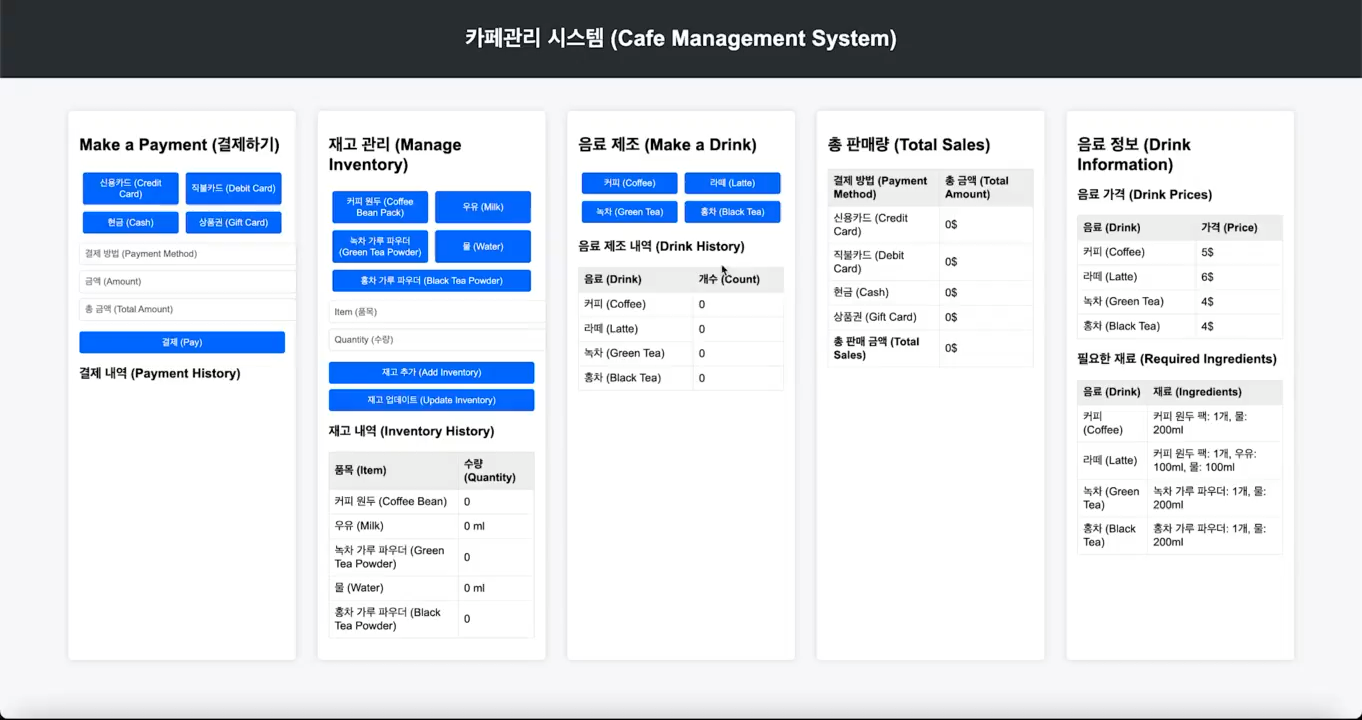 카페관리 시스템 (Cafe Management System)
Make a Payment (결제하기)
신용카드 (Credit
Card)
직불카드 (Debit Card)
현금 (Cash)
상품권 (Gift Card)
결제 방법 (Payment Method)
금액 (Amount)
총 금액 (Total Amount)
결제 (Pay)
결제 내역 (Payment History)
재고 관리 (Manage
Inventory)
커피 원두 (Coffee
Bean Pack)
우유 (Milk)
녹차 가루 파우더
(Green Tea Powder)
물 (Water)
홍차 가루 파우더 (Black Tea Powder)
Item (품목)
Quantity (수량)
재고 추가 (Add Inventory)
재고 업데이트 (Update Inventory)
재고 내역 (Inventory History)
품목 (Item)
수량
(Quantity)
커피 원두 (Coffee Bean)
0
우유 (Milk)
0 ml
녹차 가루 파우더 (Green
Tea Powder)
0
물 (Water)
0 ml
홍차 가루 파우더 (Black
Tea Powder)
0
음료 제조 (Make a Drink)
커피 (Coffee)
라떼 (Latte)
녹차 (Green Tea)
홍차 (Black Tea)
음료 제조 내역 (Drink History)
음료 (Drink)
개수 (Count)
커피 (Coffee)
0
라떼 (Latte)
0
녹차 (Green Tea)
0
홍차 (Black Tea)
0
총 판매량 (Total Sales)
결제 방법 (Payment
Method)
총 금액 (Total
Amount)
신용카드 (Credit
Card)
0$
직불카드 (Debit
Card)
0$
현금 (Cash)
0$
상품권 (Gift Card)
0$
총 판매 금액 (Total
Sales)
0$
음료 정보 (Drink
Information)
음료 가격 (Drink Prices)
음료 (Drink)
가격 (Price)
커피 (Coffee)
5$
라떼 (Latte)
6$
녹차 (Green Tea)
4$
홍차 (Black Tea)
4$
필요한 재료 (Required Ingredients)
음료 (Drink)
재료 (Ingredients)
커피
(Coffee)
커피 원두 팩: 1개, 물:
200ml
라떼 (Latte)
커피 원두 팩: 1개, 우유:
100ml, 물: 100ml
녹차 (Green
Tea)
녹차 가루 파우더: 1개, 물:
200ml
홍차 (Black
Tea)
홍차 가루 파우더: 1개, 물:
200ml